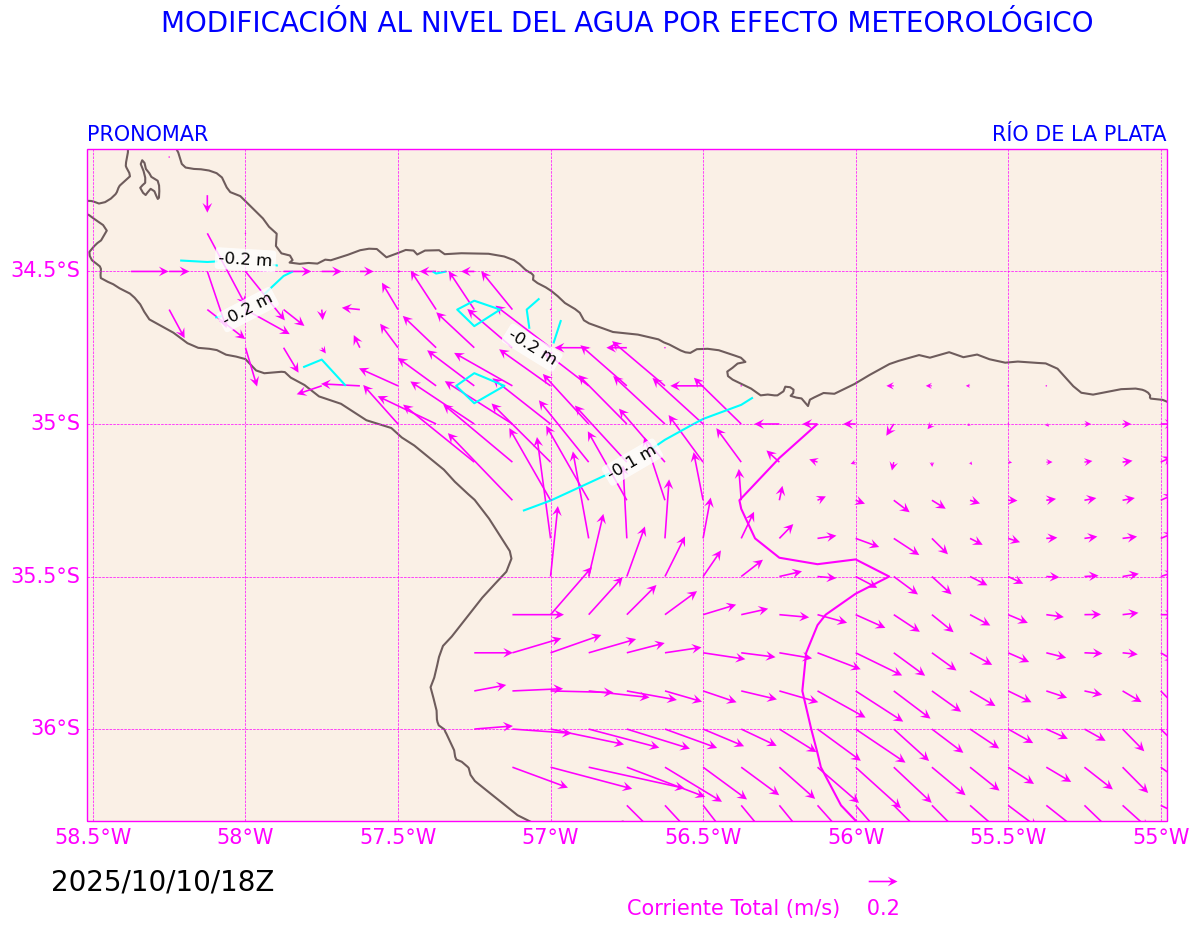 MODIFICACIÓN AL NIVEL DEL AGUA POR EFECTO METEOROLÓGICO
PRONOMAR
RÍO DE LA PLATA
-0.2 m
34.5°S
-0.2 m
-0.2 m
35°S
-0.1 m
35.5°S
36°S
58.5°W
58°W
57.5°W
57°W
56.5°W
56°W
55.5°W
55°W
2025/10/10/18Z
Corriente Total (m/s)
0.2